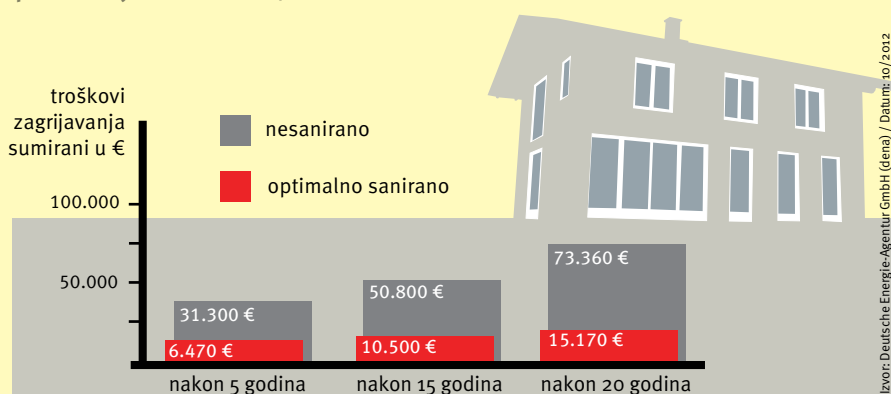 troškovi
zagrijavanja
sumirani u €
nesanirano
optimalno sanirano
100.000
50.000
31.300 €
6.470 €
50.800 €
10.500 €
73.360 €
15.170 €
nakon 5 godina
nakon 15 godina
nakon 20 godina
Izvor: Deutsche Energie-Agentur GmbH (dena) / Datum: 10/2012